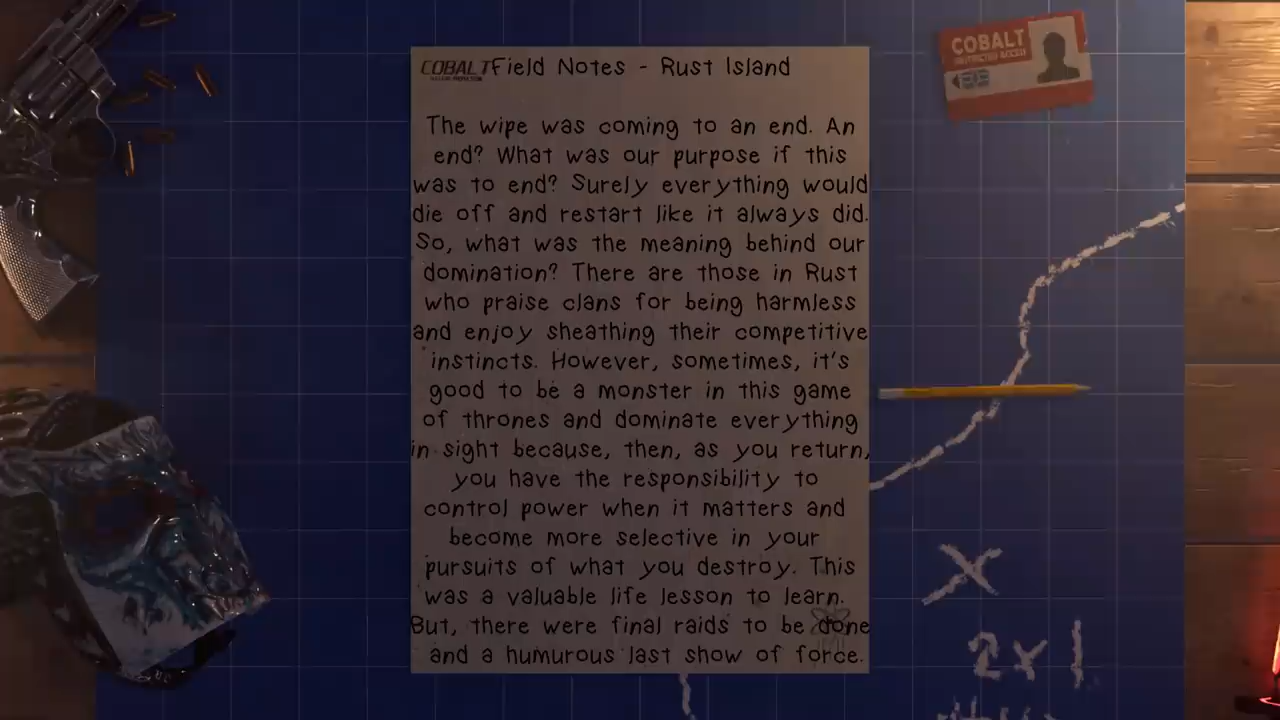 COBALT
Field Notes - Rust Island
The wipe was coming to an end. An
end? What was our purpose if this
was to end? Surely everything would
die off and restart like it always did.
So, what was the meaning behind our
domination? There are those in Rust
who praise clans for being harmless
and enjoy sheathing their competitive
instincts. However, sometimes, it's
good to be a monster in this game
of thrones and dominate everything
in sight because, then, as you return,
you have the responsibility to
control power when it matters and
become more selective in your
pursuits of what you destroy. This
was a valuable life lesson to learn.
But, there were final raids to be done
and a humurous last show of force.
COBALT
RESTRICTED ACCESS
X
2x1